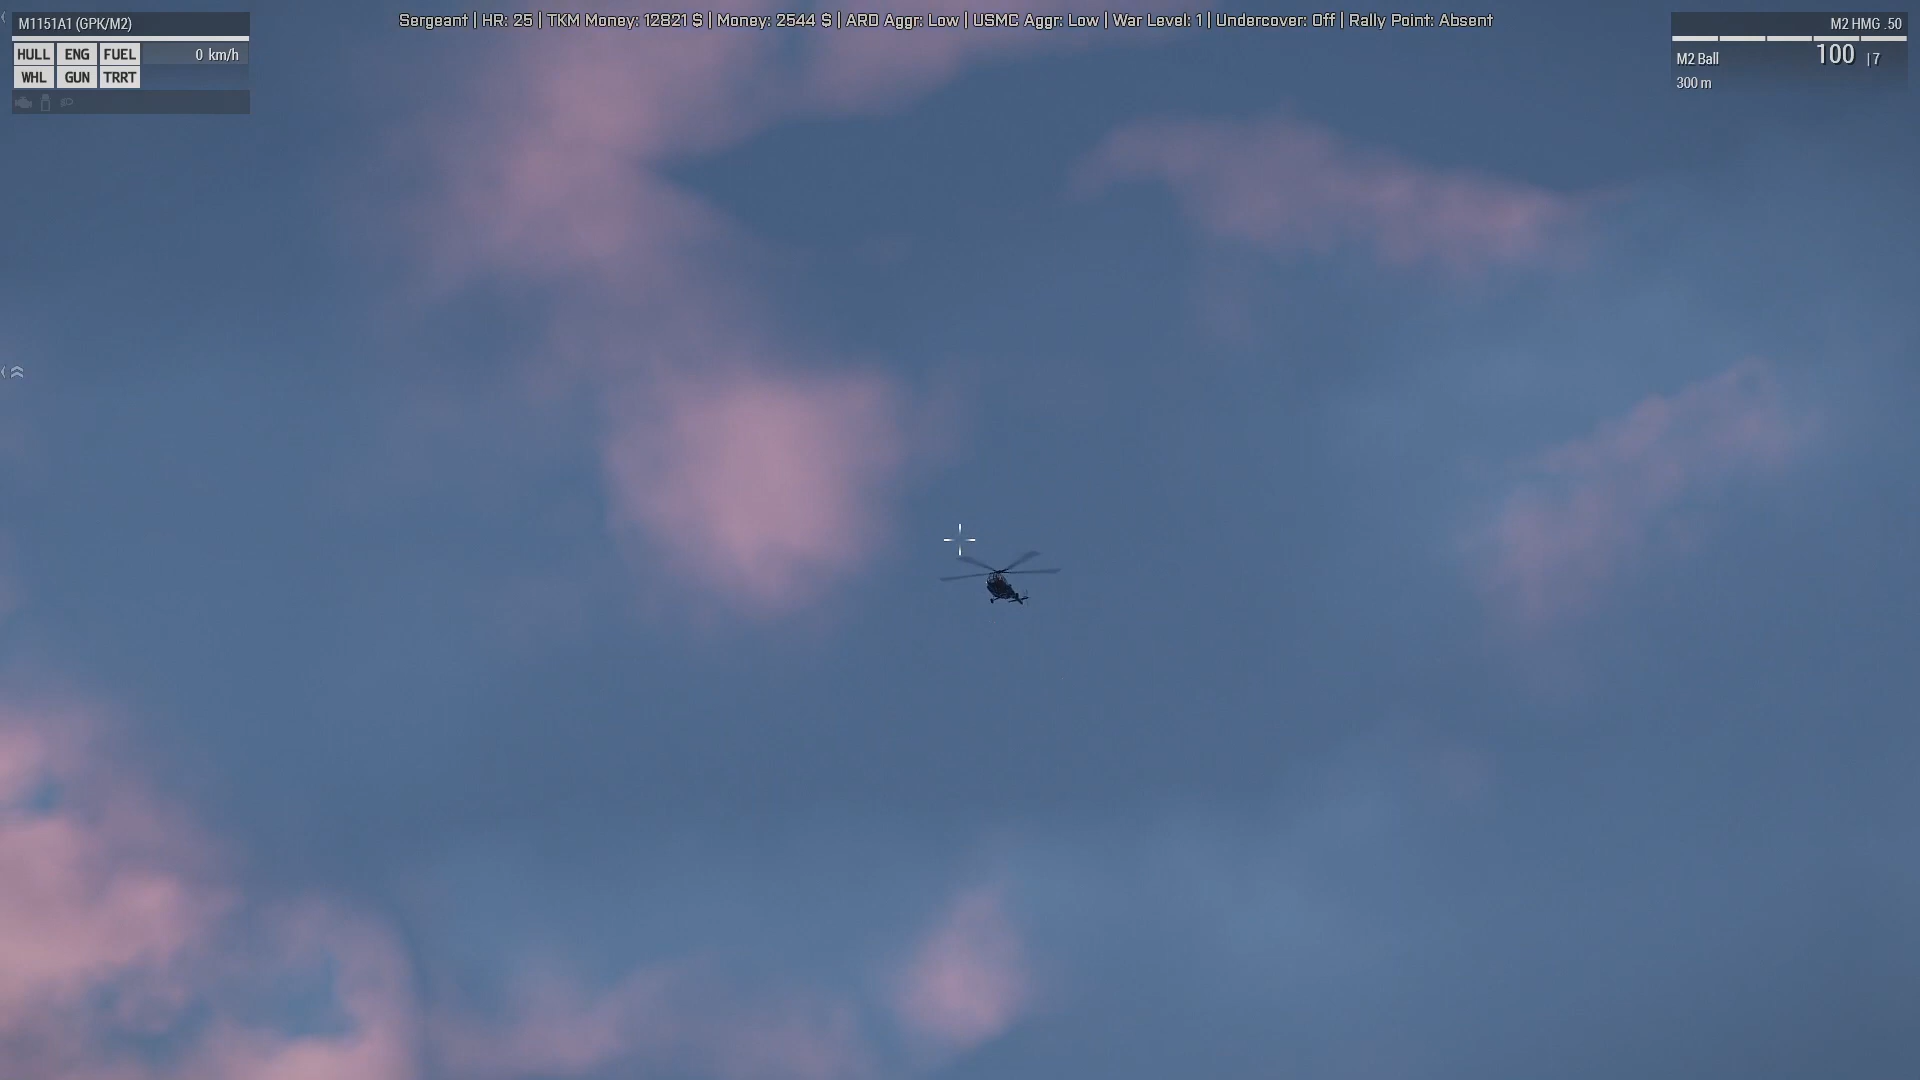 M1151A1 (GPK/M2)
HULL ENG FUEL 0 km/h
WHL GUN TRRT
Sergeant | HR: 25 | TKM Money: 12821 $ | Money: 2544 $ | ARD Aggr: Low | USMC Aggr: Low | War Level: 1 | Undercover: Off | Rally Point: Absent
M2 HMG .50
M2 Ball 100 |7
300 m